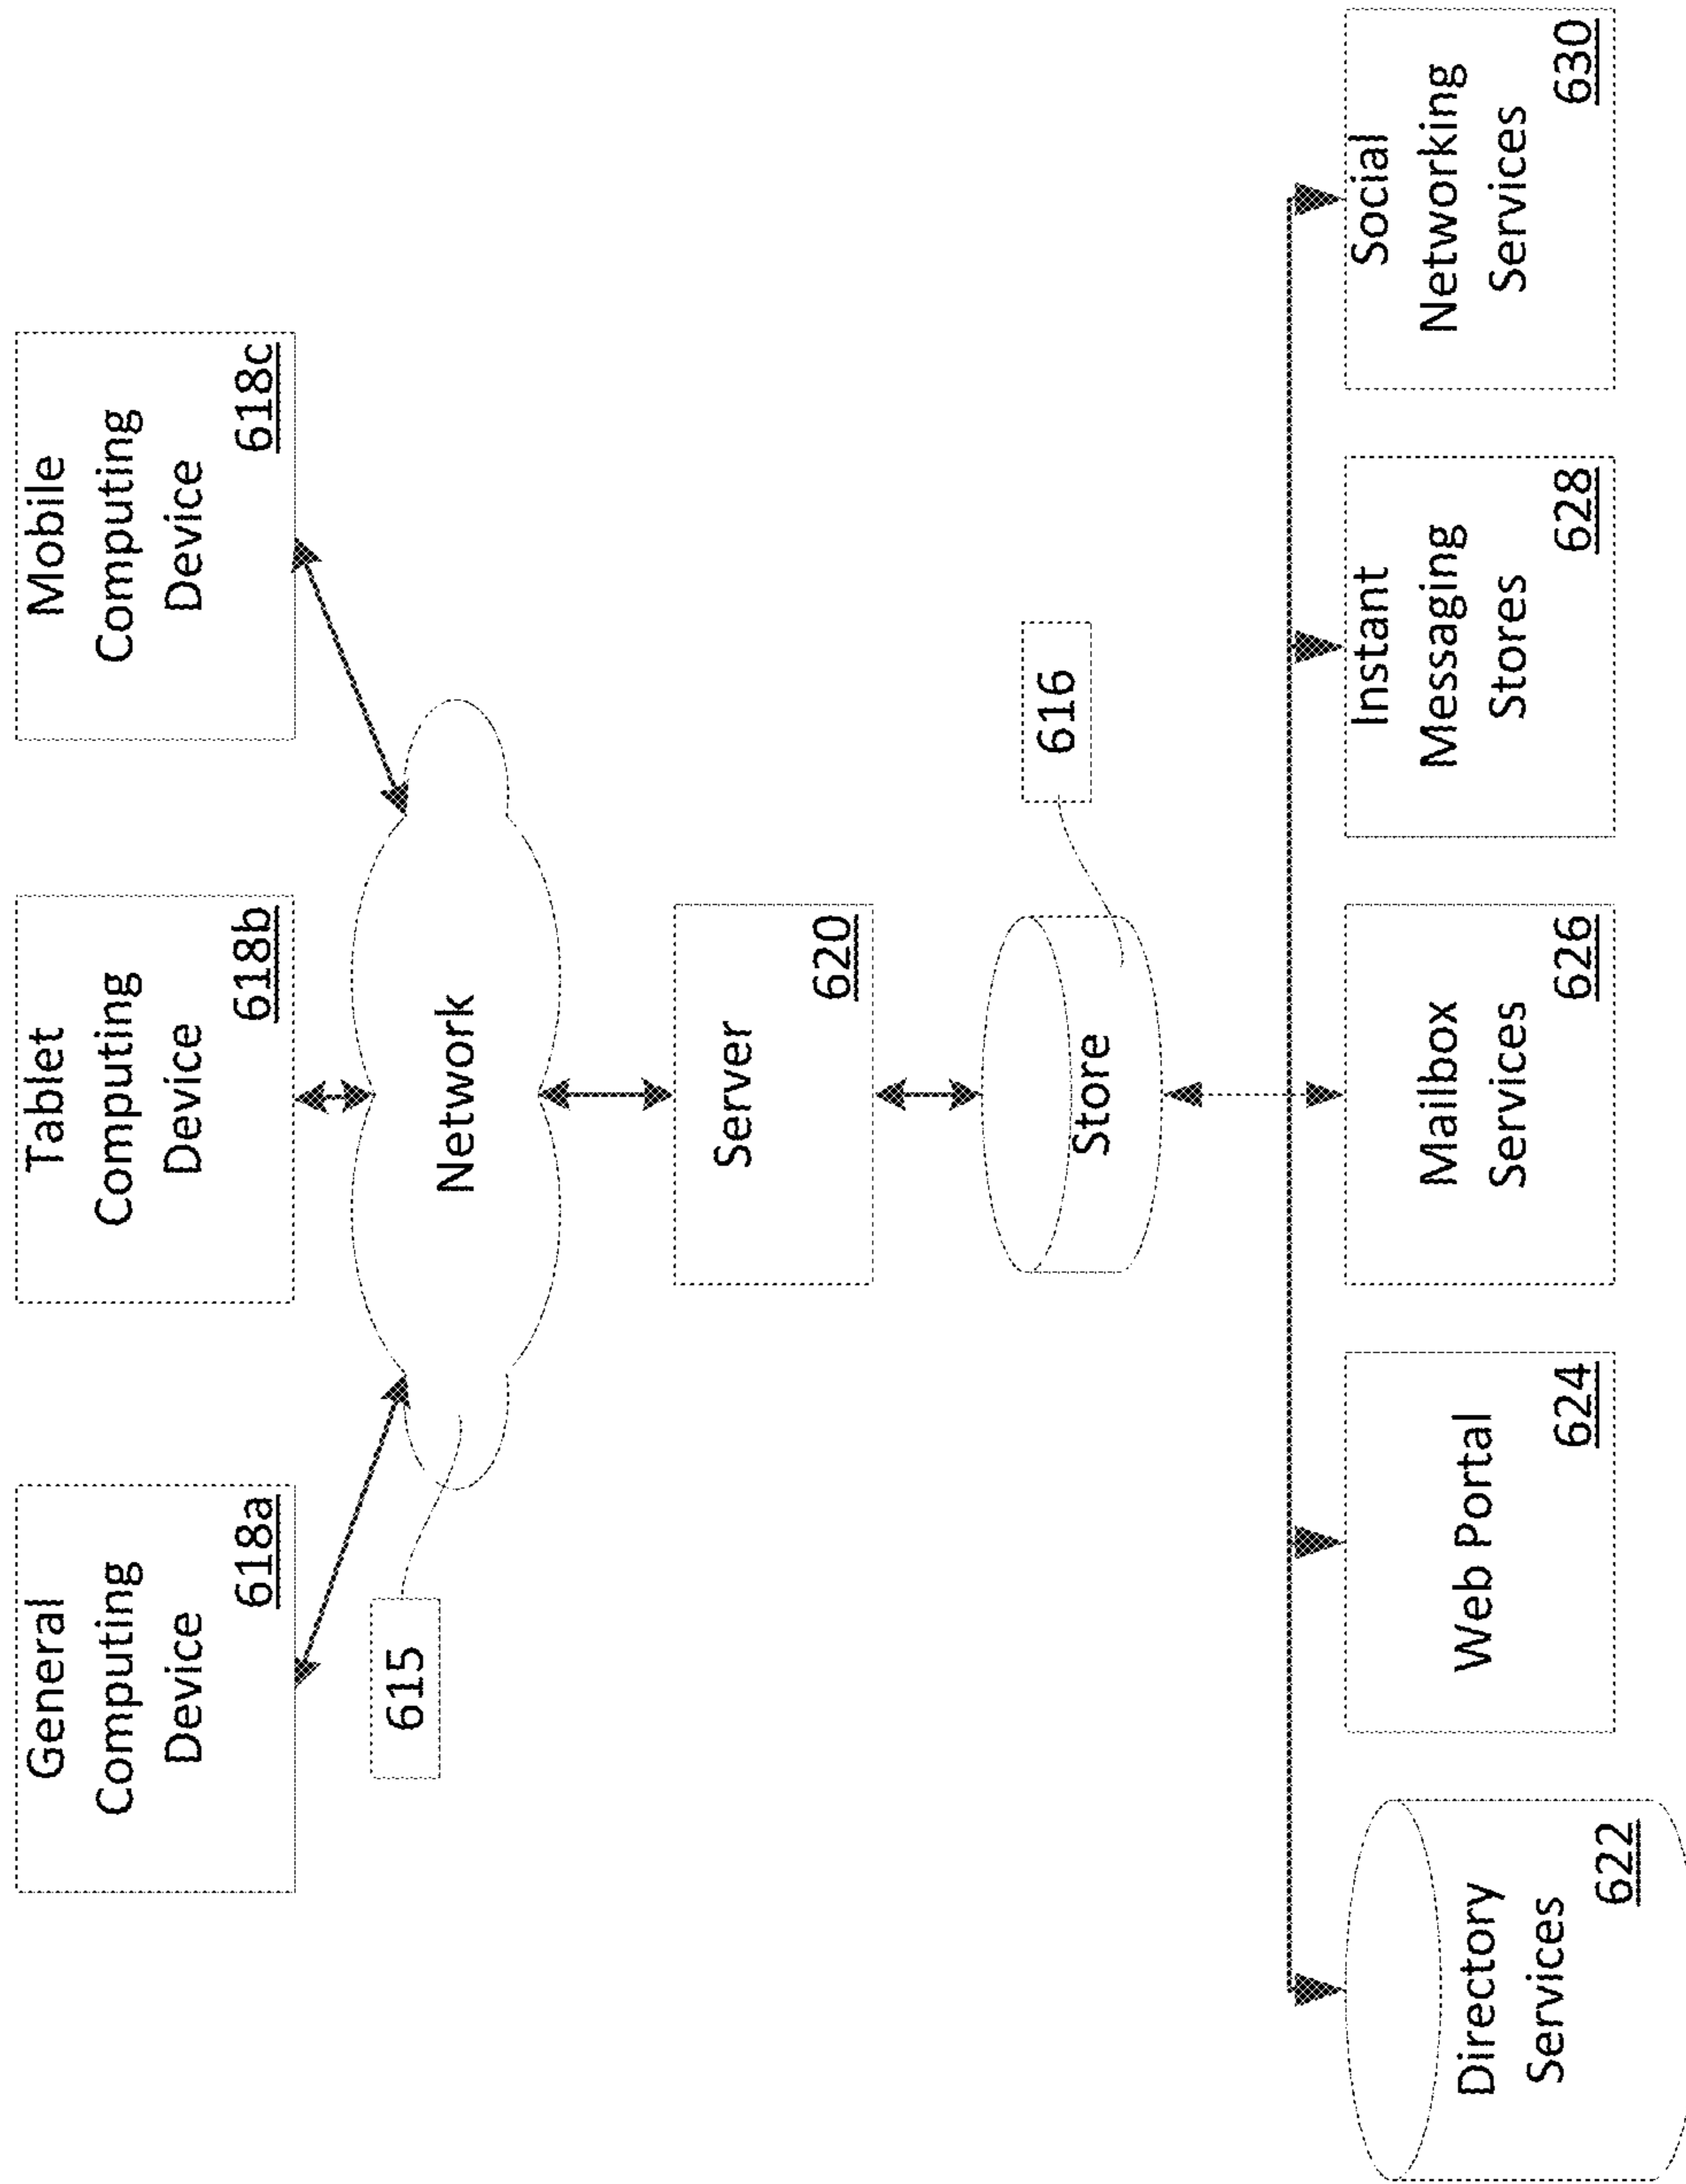 General
Computing
Device
618a
Tablet
Computing
Device
618b
Mobile
Computing
Device
618c
615
Network
Server
620
616
Store
Directory
Services
622
Web Portal
624
Mailbox
Services
626
Instant
Messaging
Stores
628
Social
Networking
Services
630